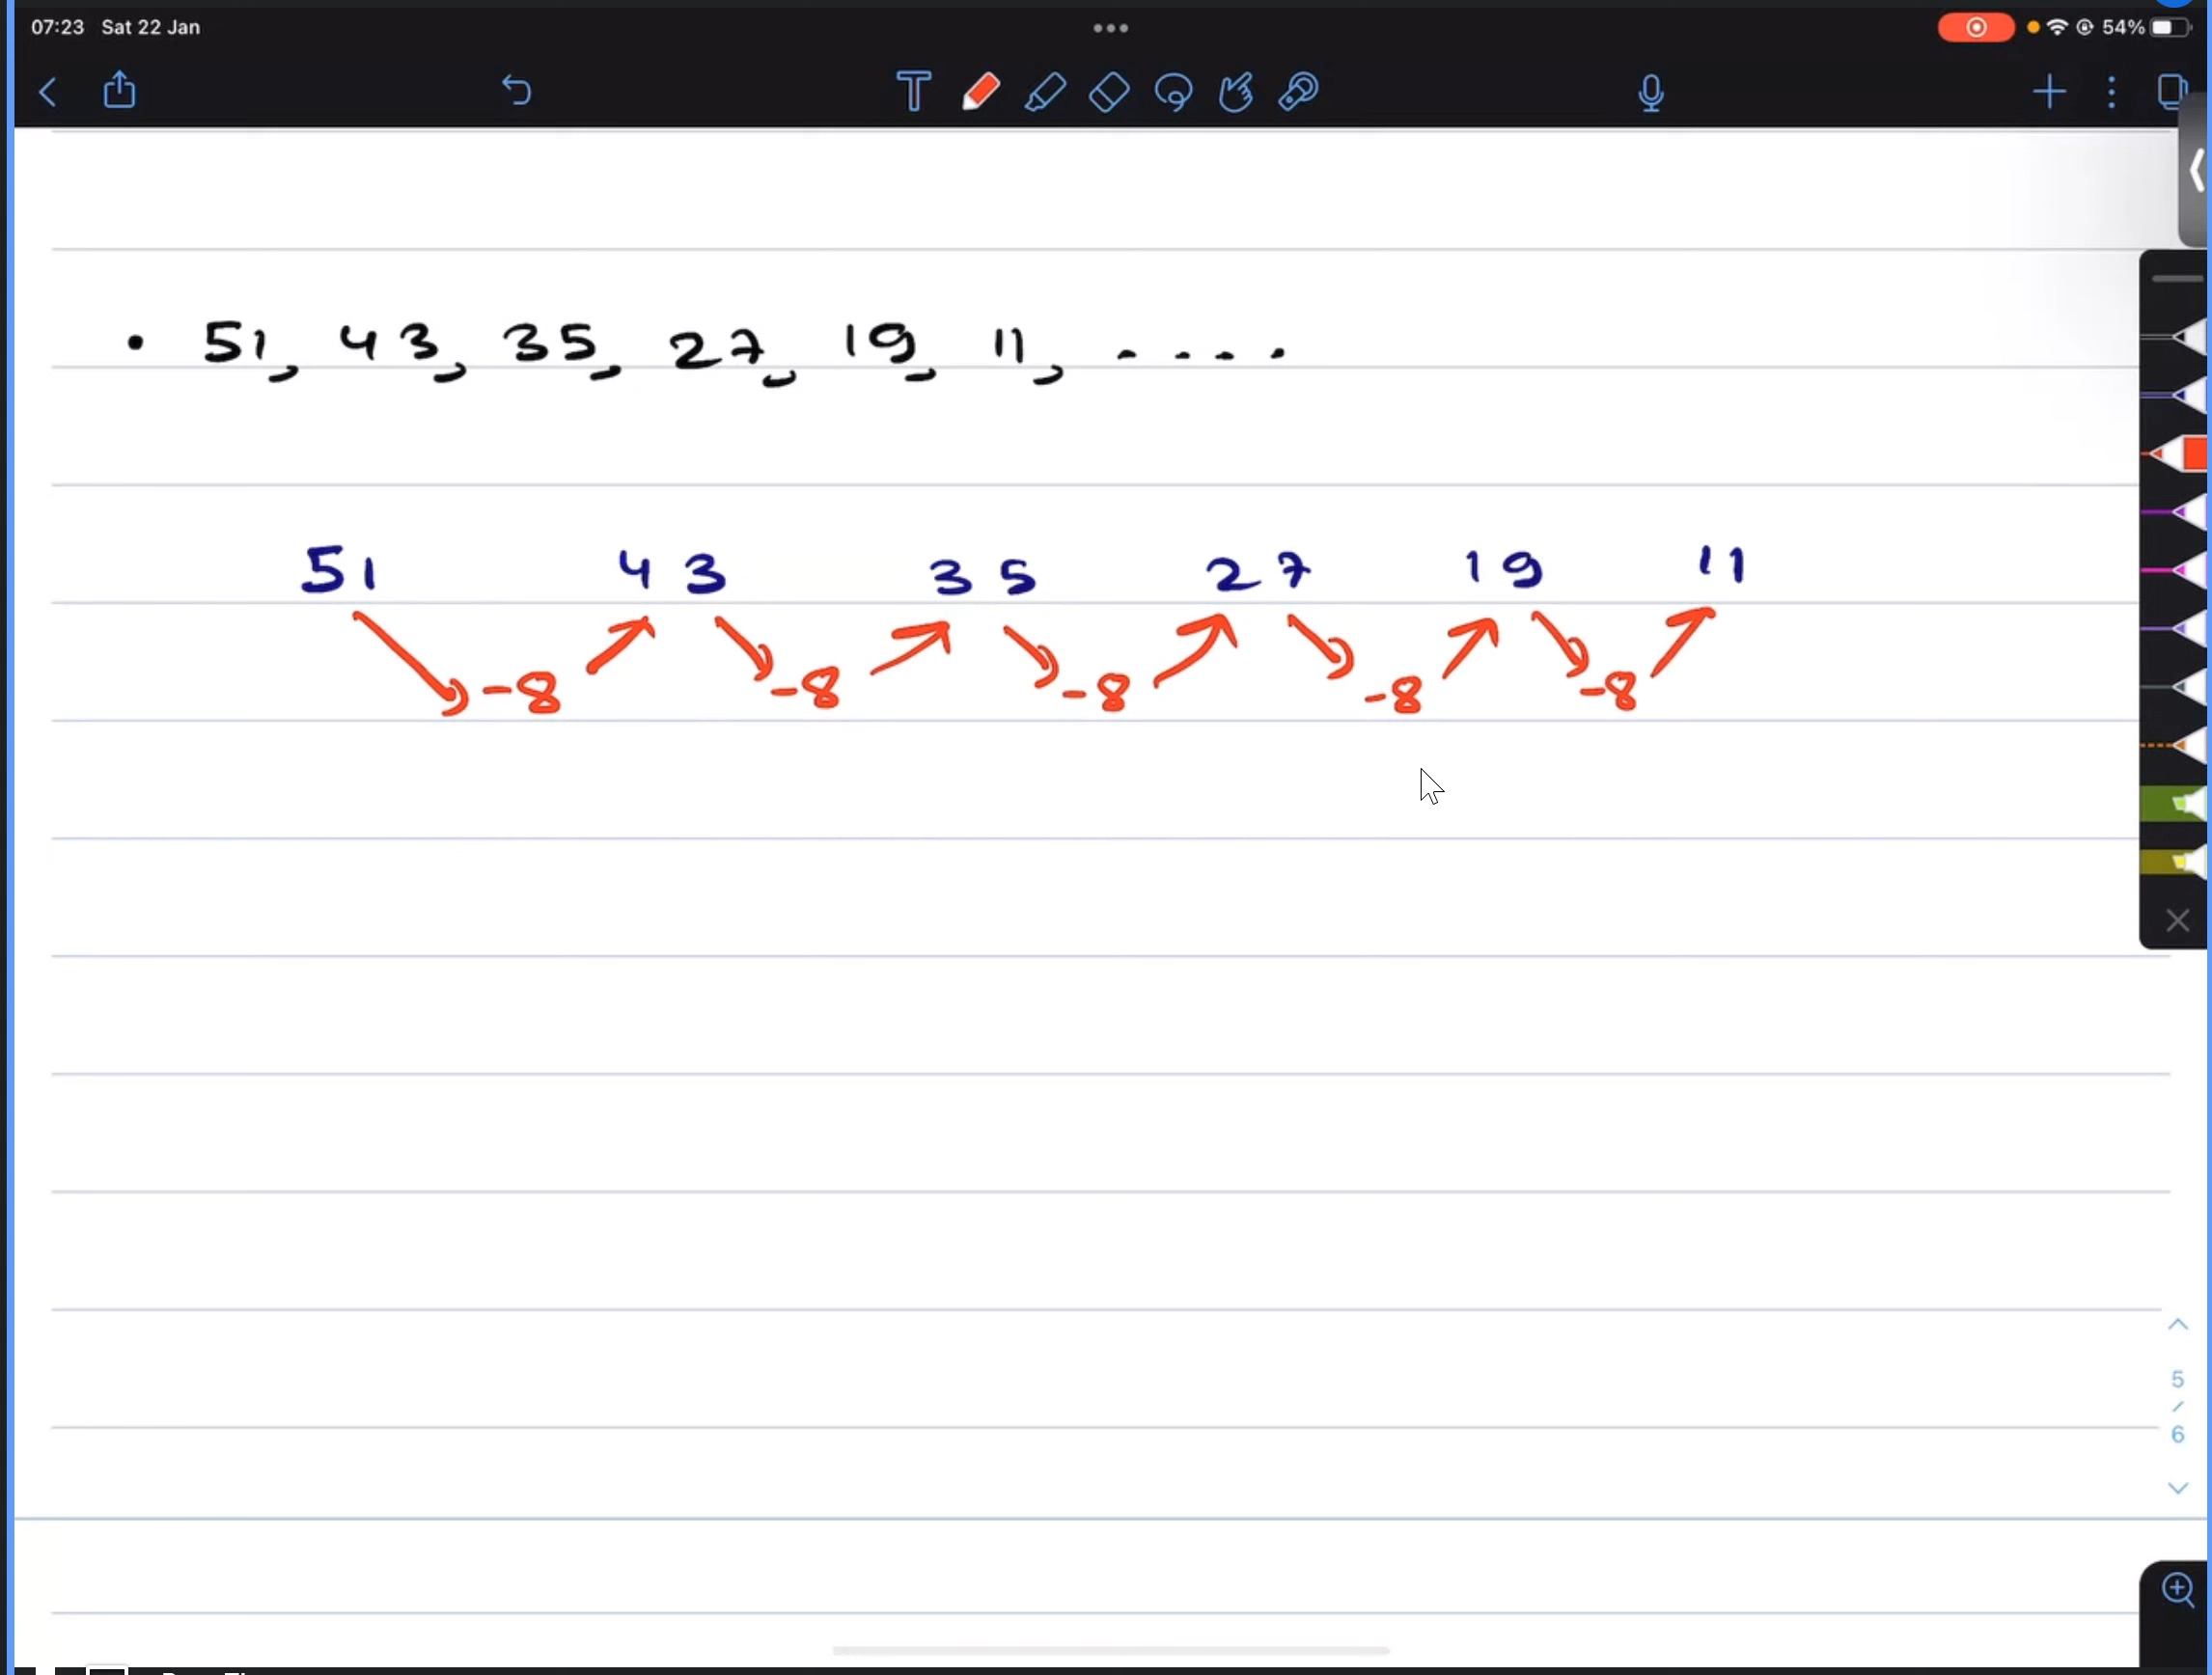 07:23 Sat 22 Jan
54%
T
• 51, 43, 35, 27, 19, 11, ....
51 43 35 27 19 11
-8 -8 -8 -8 -8
5
/
6